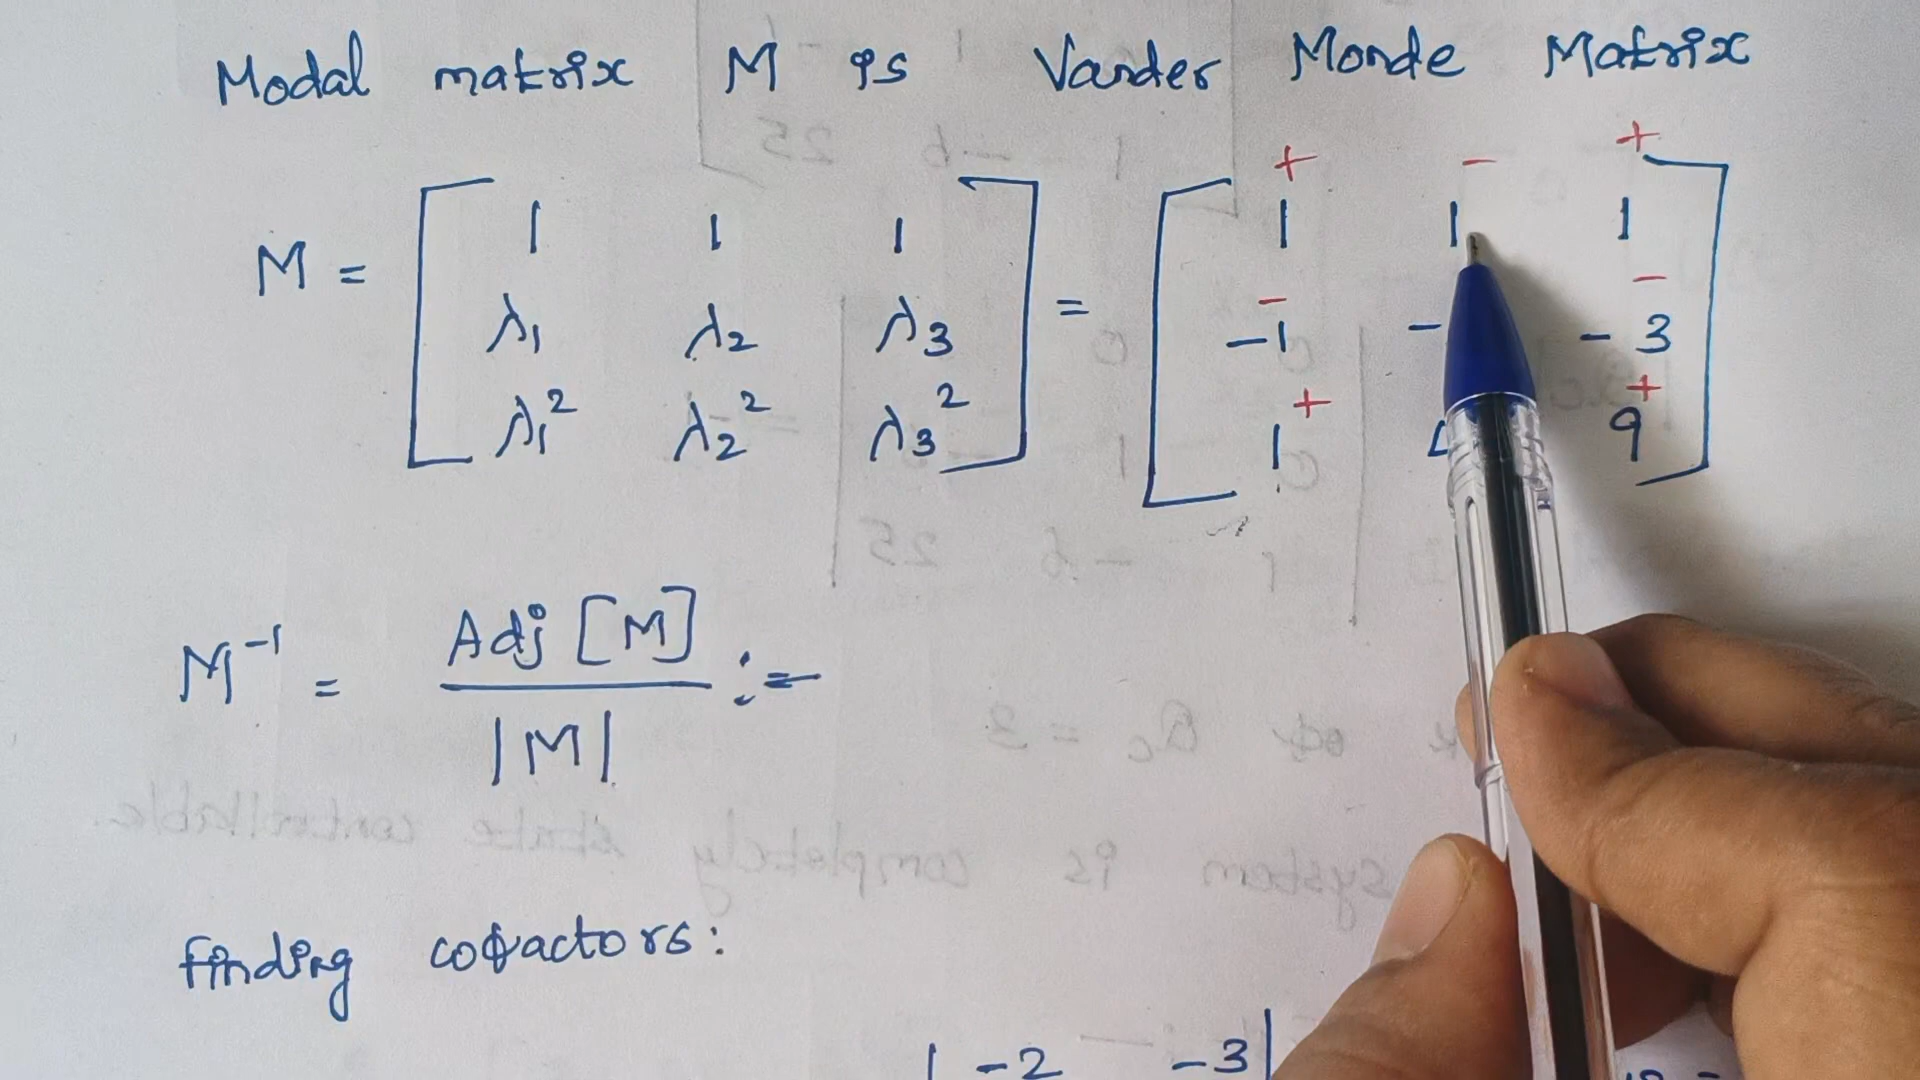 Modal matrix M is Vander Monde Matrix
+ - +
M = [ 1 1 1 = [ 1 1 1
- -
λ1 λ2 λ3 -1 - -3
+ +
λ1² λ2² λ3² ] 1 9 ]
M⁻¹ = Adj [M] :-
|M|
finding cofactors:
| -2 -3 |